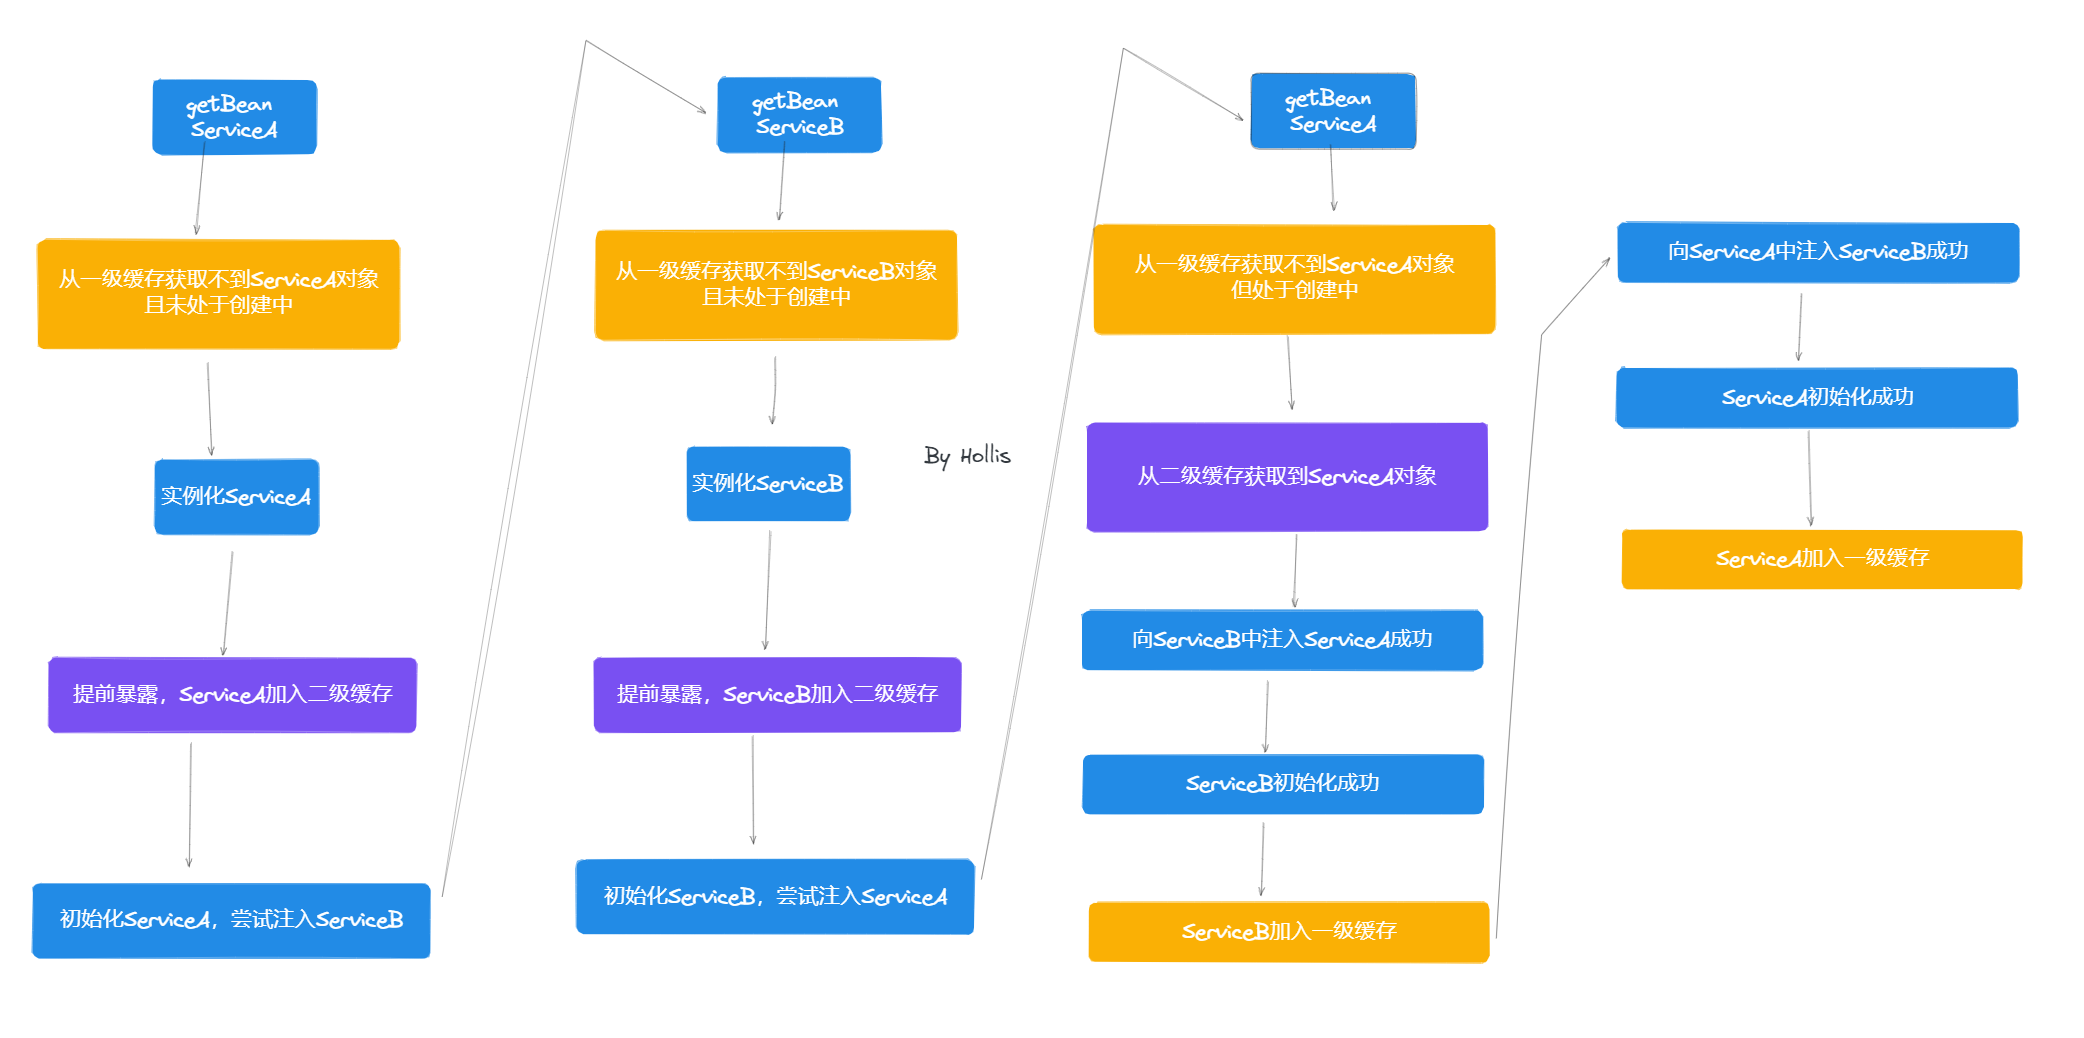 getBean
ServiceA
从一级缓存获取不到ServiceA对象
且未处于创建中
实例化ServiceA
提前暴露，ServiceA加入二级缓存
初始化ServiceA，尝试注入ServiceB
getBean
ServiceB
从一级缓存获取不到ServiceB对象
且未处于创建中
实例化ServiceB
提前暴露，ServiceB加入二级缓存
初始化ServiceB，尝试注入ServiceA
By Hollis
getBean
ServiceA
从一级缓存获取不到ServiceA对象
但处于创建中
从二级缓存获取到ServiceA对象
向ServiceB中注入ServiceA成功
ServiceB初始化成功
ServiceB加入一级缓存
向ServiceA中注入ServiceB成功
ServiceA初始化成功
ServiceA加入一级缓存